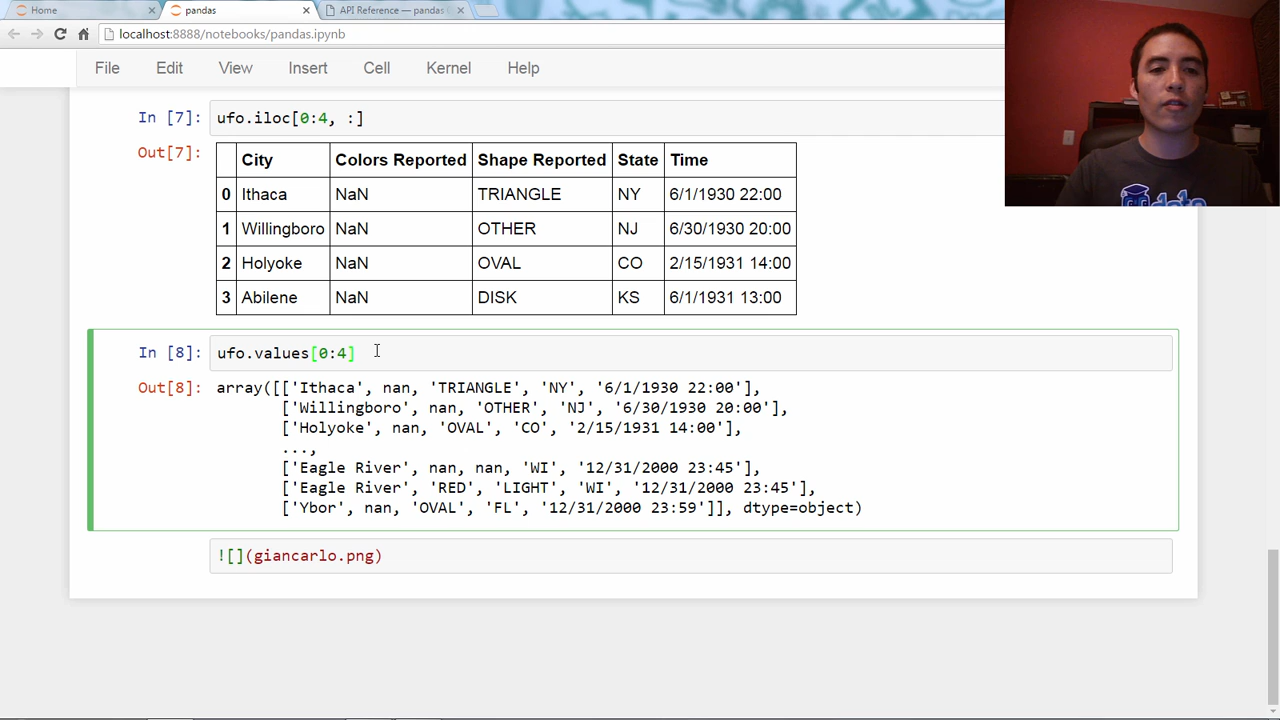 Home
pandas
API Reference — pandas
localhost:8888/notebooks/pandas.ipynb
File Edit View Insert Cell Kernel Help
In [7]: ufo.iloc[0:4, :]
Out[7]:
City Colors Reported Shape Reported State Time
0 Ithaca NaN TRIANGLE NY 6/1/1930 22:00
1 Willingboro NaN OTHER NJ 6/30/1930 20:00
2 Holyoke NaN OVAL CO 2/15/1931 14:00
3 Abilene NaN DISK KS 6/1/1931 13:00
In [8]: ufo.values[0:4]
Out[8]: array([['Ithaca', nan, 'TRIANGLE', 'NY', '6/1/1930 22:00'],
['Willingboro', nan, 'OTHER', 'NJ', '6/30/1930 20:00'],
['Holyoke', nan, 'OVAL', 'CO', '2/15/1931 14:00'],
...,
['Eagle River', nan, nan, 'WI', '12/31/2000 23:45'],
['Eagle River', 'RED', 'LIGHT', 'WI', '12/31/2000 23:45'],
['Ybor', nan, 'OVAL', 'FL', '12/31/2000 23:59']], dtype=object)
![](giancarlo.png)